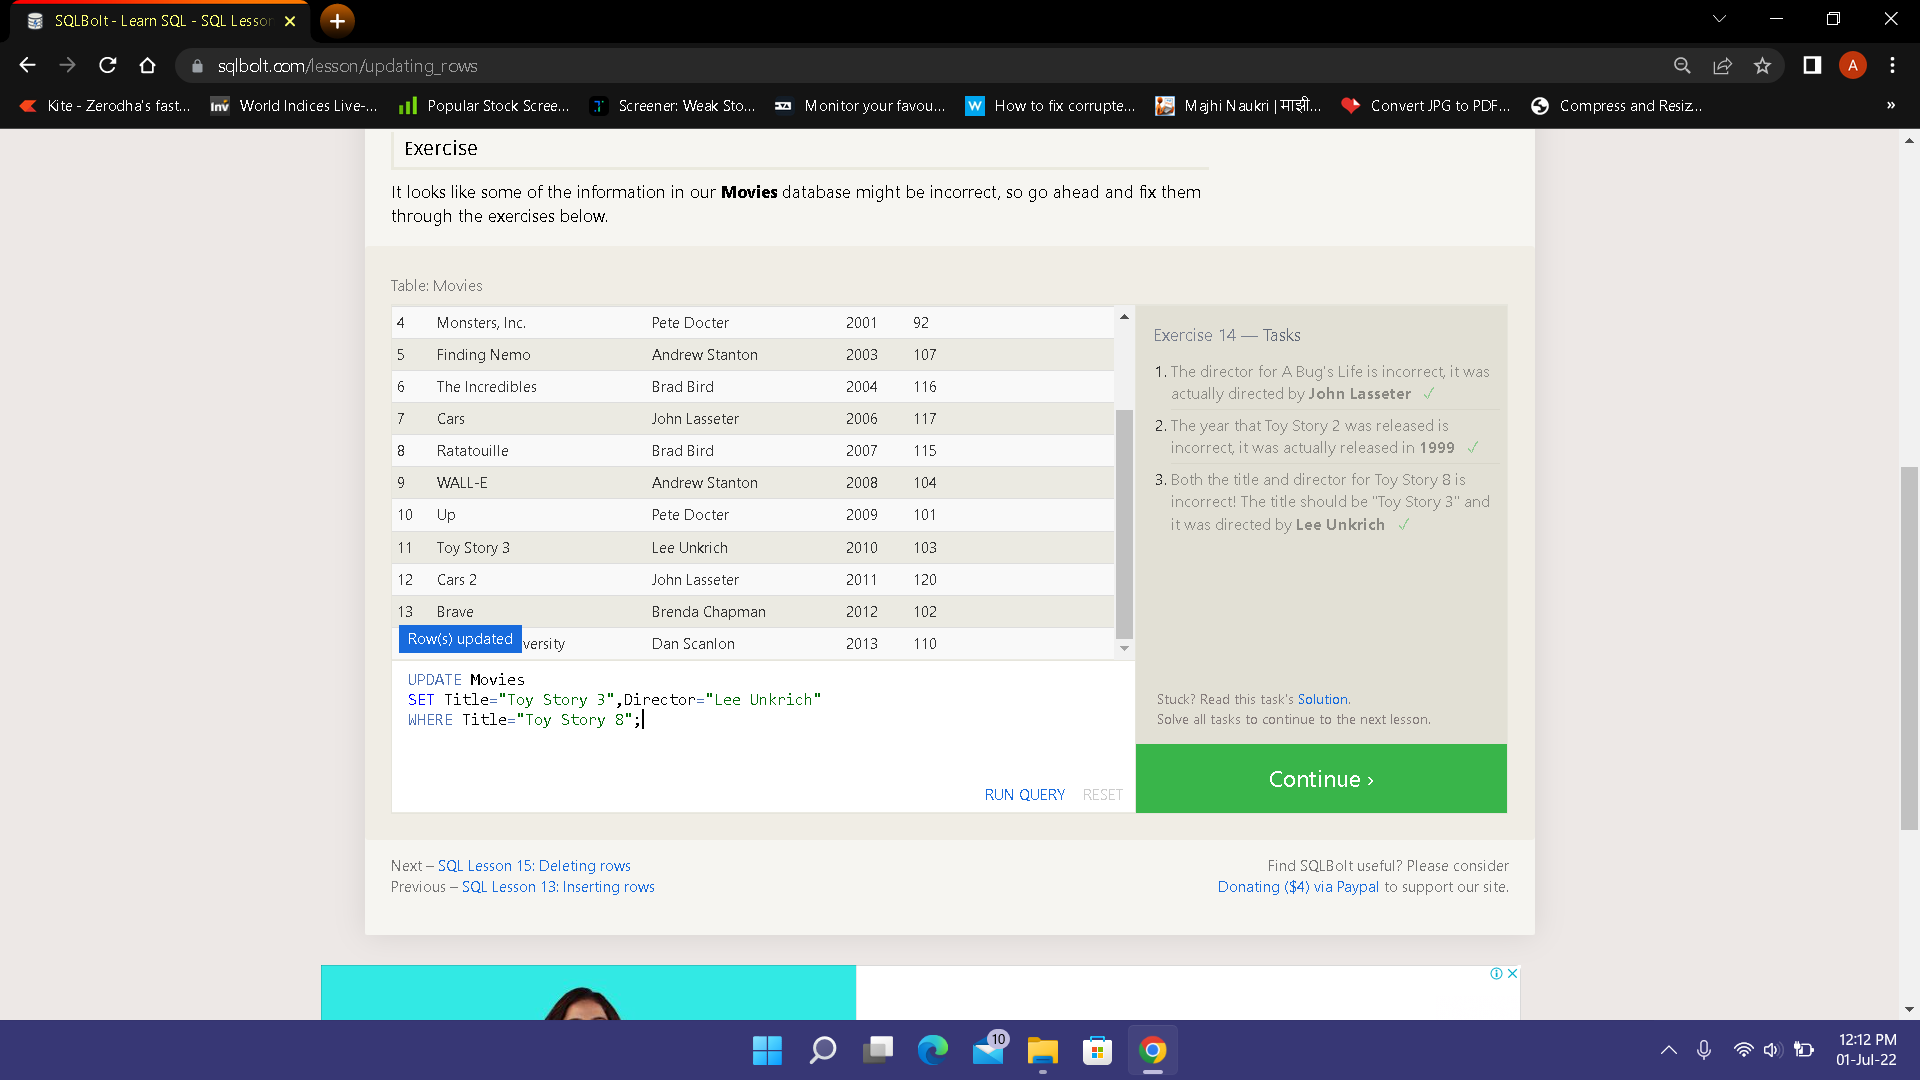 SQLBolt - Learn SQL - SQL Lesson
sqlbolt.com/lesson/updating_rows
A
Kite - Zerodha's fast...
inv World Indices Live-...
Popular Stock Scree...
Screener: Weak Sto...
Monitor your favou...
W How to fix corrupte...
Majhi Naukri | माझी...
Convert JPG to PDF...
Compress and Resiz...
»
Exercise
It looks like some of the information in our Movies database might be incorrect, so go ahead and fix them
through the exercises below.
Table: Movies
4 Monsters, Inc. Pete Docter 2001 92
5 Finding Nemo Andrew Stanton 2003 107
6 The Incredibles Brad Bird 2004 116
7 Cars John Lasseter 2006 117
8 Ratatouille Brad Bird 2007 115
9 WALL-E Andrew Stanton 2008 104
10 Up Pete Docter 2009 101
11 Toy Story 3 Lee Unkrich 2010 103
12 Cars 2 John Lasseter 2011 120
13 Brave Brenda Chapman 2012 102
Row(s) updated
versity Dan Scanlon 2013 110
UPDATE Movies
SET Title="Toy Story 3",Director="Lee Unkrich"
WHERE Title="Toy Story 8";
RUN QUERY RESET
Exercise 14 — Tasks
1. The director for A Bug's Life is incorrect, it was
actually directed by John Lasseter ✓
2. The year that Toy Story 2 was released is
incorrect, it was actually released in 1999 ✓
3. Both the title and director for Toy Story 8 is
incorrect! The title should be "Toy Story 3" and
it was directed by Lee Unkrich ✓
Stuck? Read this task's Solution.
Solve all tasks to continue to the next lesson.
Continue ›
Next – SQL Lesson 15: Deleting rows
Previous – SQL Lesson 13: Inserting rows
Find SQLBolt useful? Please consider
Donating ($4) via Paypal to support our site.
10
12:12 PM
01-Jul-22